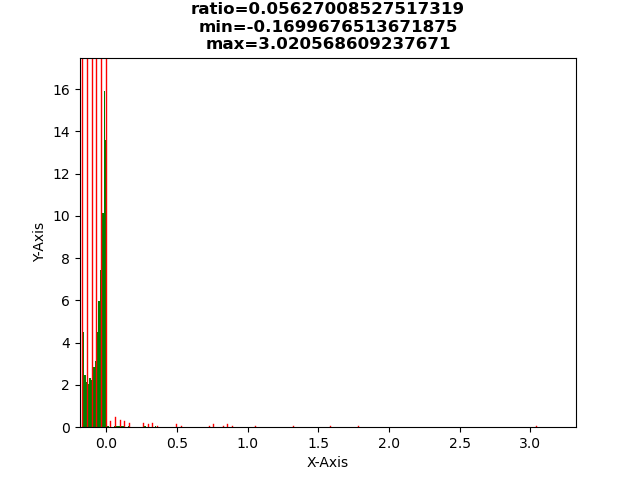 ratio=0.05627008527517319
min=-0.1699676513671875
max=3.020568609237671
16
14
12
10
8
6
4
2
0
Y-Axis
0.0 0.5 1.0 1.5 2.0 2.5 3.0
X-Axis